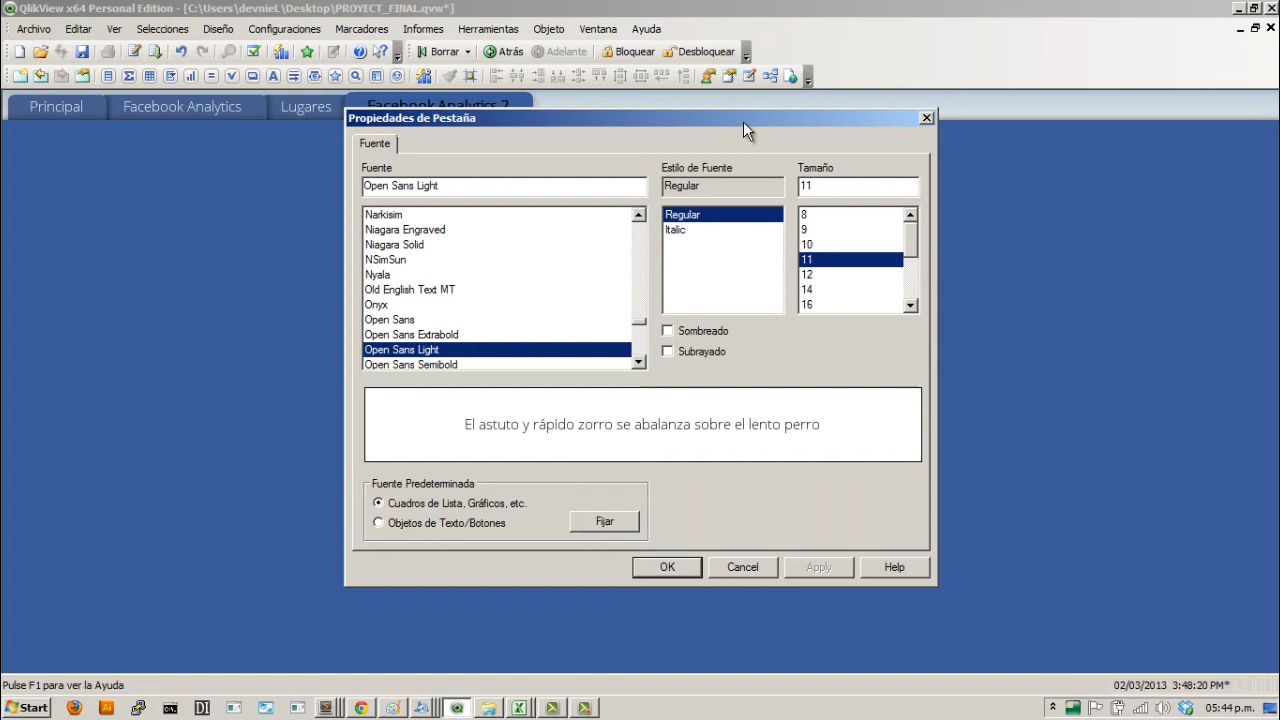 QlikView x64 Personal Edition - [C:\Users\devnieL\Desktop\PROYECT_FINAL.qvw*]
Archivo Editar Ver Selecciones Diseño Configuraciones Marcadores Informes Herramientas Objeto Ventana Ayuda
Borrar Atrás Adelante Bloquear Desbloquear
Principal Facebook Analytics Lugares Facebook Analytics 2
Propiedades de Pestaña
Fuente
Fuente Estilo de Fuente Tamaño
Open Sans Light Regular 11
Narkisim Regular 8
Niagara Engraved Italic 9
Niagara Solid 10
NSimSun 11
Nyala 12
Old English Text MT 14
Onyx 16
Open Sans
Open Sans Extrabold Sombreado
Open Sans Light Subrayado
Open Sans Semibold
El astuto y rápido zorro se abalanza sobre el lento perro
Fuente Predeterminada
Cuadros de Lista, Gráficos, etc.
Objetos de Texto/Botones Fijar
OK Cancel Apply Help
Pulse F1 para ver la Ayuda 02/03/2013 3:48:20 PM*
Start Ai DI 05:44 p.m.